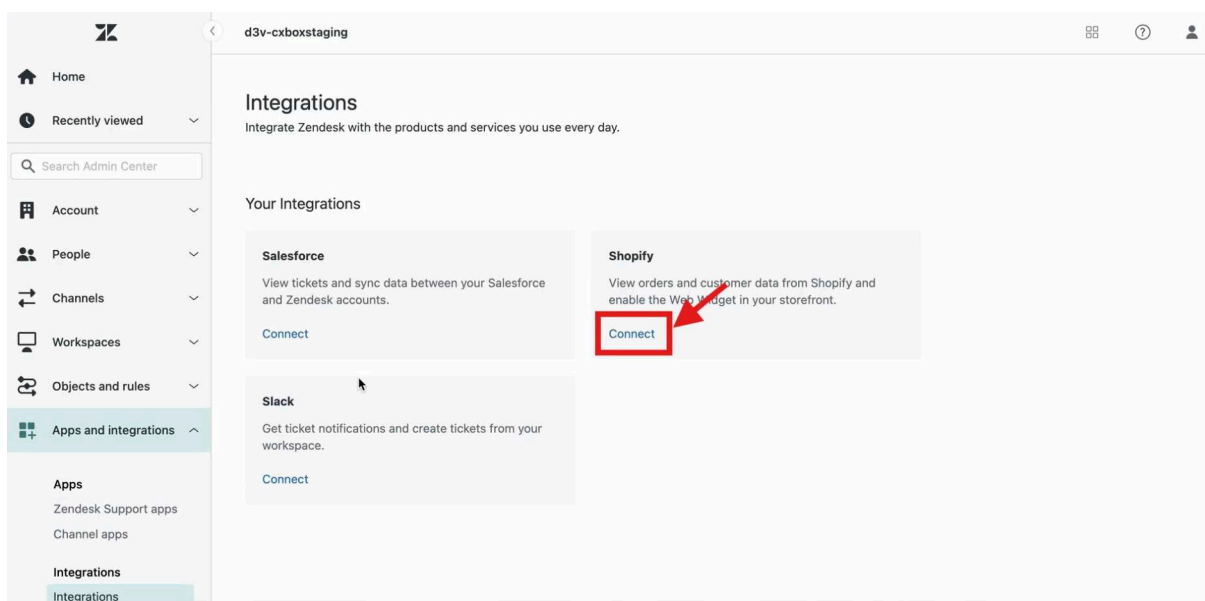 d3v-cxboxstaging
Home
Recently viewed
Search Admin Center
Account
People
Channels
Workspaces
Objects and rules
Apps and integrations
Apps
Zendesk Support apps
Channel apps
Integrations
Integrations
Integrations
Integrate Zendesk with the products and services you use every day.
Your Integrations
Salesforce
View tickets and sync data between your Salesforce
and Zendesk accounts.
Connect
Shopify
View orders and customer data from Shopify and
enable the Web Widget in your storefront.
Connect
Slack
Get ticket notifications and create tickets from your
workspace.
Connect